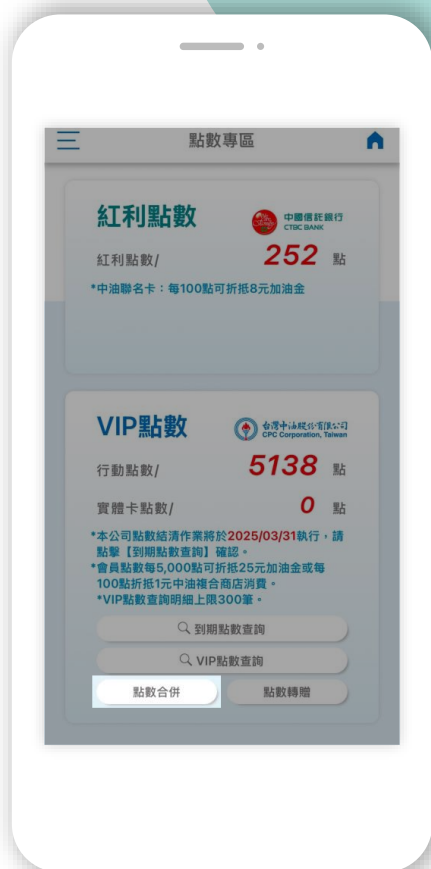 點數專區
紅利點數
中國信託銀行
CTBC BANK
紅利點數/ 252 點
*中油聯名卡：每100點可折抵8元加油金
VIP點數
台灣中油股份有限公司
CPC Corporation, Taiwan
行動點數/ 5138 點
實體卡點數/ 0 點
*本公司點數結清作業將於2025/03/31執行，請
點擊【到期點數查詢】確認。
*會員點數每5,000點可折抵25元加油金或每
100點折抵1元中油複合商店消費。
*VIP點數查詢明細上限300筆。
到期點數查詢
VIP點數查詢
點數合併
點數轉贈